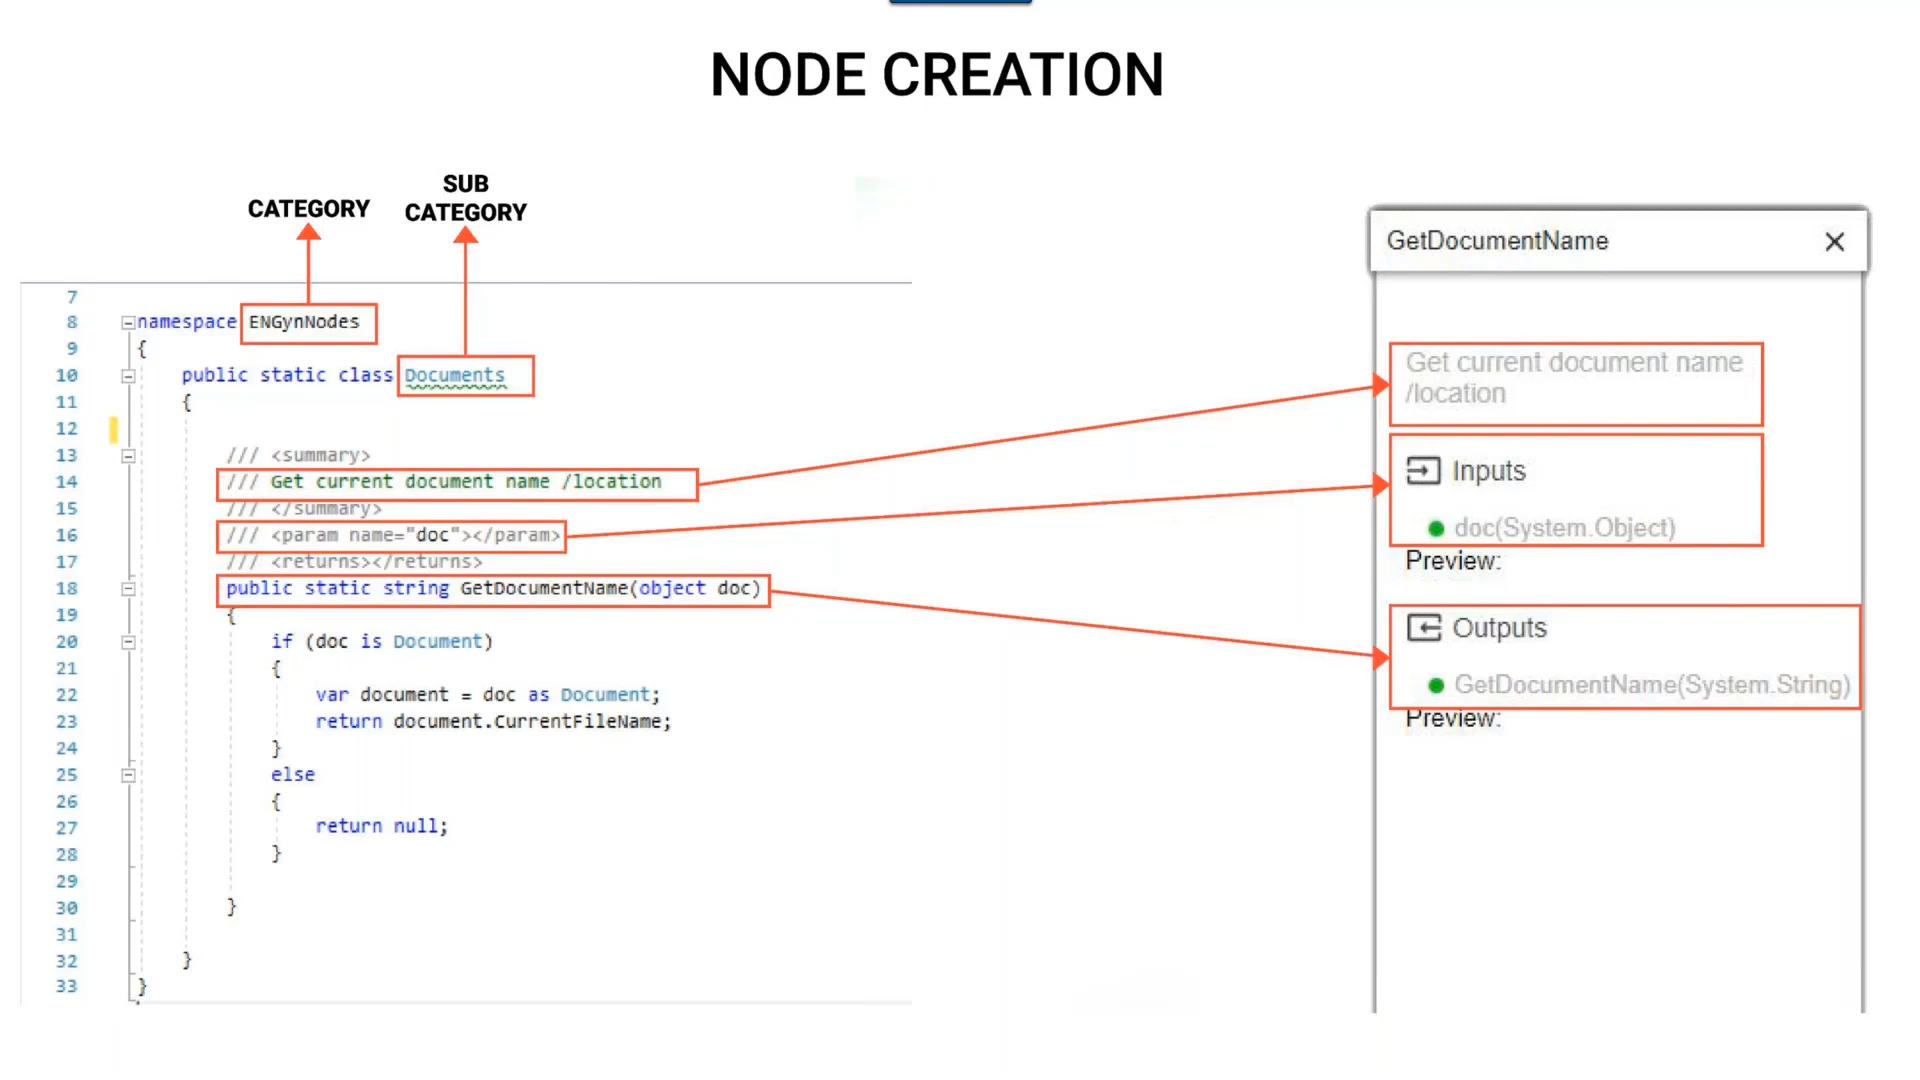 NODE CREATION
CATEGORY
SUB
CATEGORY
7
8 namespace ENGynNodes
9 {
10 public static class Documents
11 {
12
13 /// <summary>
14 /// Get current document name /location
15 /// </summary>
16 /// <param name="doc"></param>
17 /// <returns></returns>
18 public static string GetDocumentName(object doc)
19 {
20 if (doc is Document)
21 {
22 var document = doc as Document;
23 return document.CurrentFileName;
24 }
25 else
26 {
27 return null;
28 }
29
30 }
31
32 }
33 }
GetDocumentName
Get current document name
/location
Inputs
doc(System.Object)
Preview:
Outputs
GetDocumentName(System.String)
Preview: